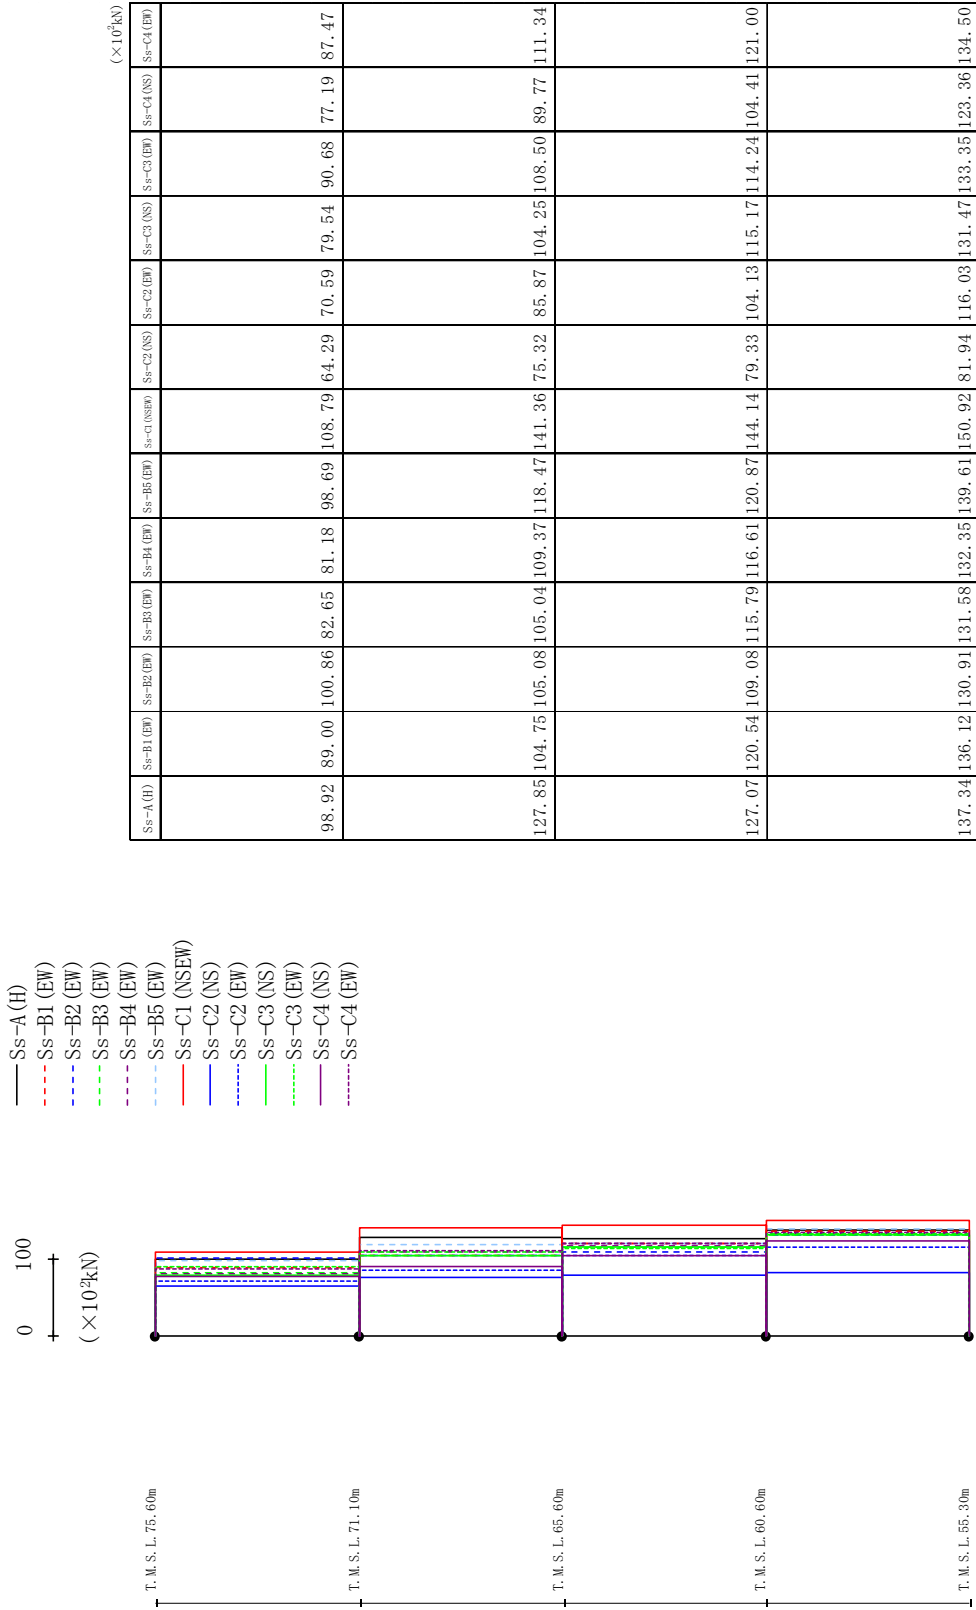 (×10²kN)
Ss-A(H) Ss-B1(EW) Ss-B2(EW) Ss-B3(EW) Ss-B4(EW) Ss-B5(EW) Ss-C1(NSEW) Ss-C2(NS) Ss-C2(EW) Ss-C3(NS) Ss-C3(EW) Ss-C4(NS) Ss-C4(EW)
98.92 89.00 100.86 82.65 81.18 98.69 108.79 64.29 70.59 79.54 90.68 77.19 87.47
127.85 104.75 105.08 105.04 109.37 118.47 141.36 75.32 85.87 104.25 108.50 89.77 111.34
127.07 120.54 109.08 115.79 116.61 120.87 144.14 79.33 104.13 115.17 114.24 104.41 121.00
137.34 136.12 130.91 131.58 132.35 139.61 150.92 81.94 116.03 131.47 133.35 123.36 134.50
Ss-A(H)
Ss-B1(EW)
Ss-B2(EW)
Ss-B3(EW)
Ss-B4(EW)
Ss-B5(EW)
Ss-C1(NSEW)
Ss-C2(NS)
Ss-C2(EW)
Ss-C3(NS)
Ss-C3(EW)
Ss-C4(NS)
Ss-C4(EW)
0 100
(×10²kN)
T.M.S.L.75.60m
T.M.S.L.71.10m
T.M.S.L.65.60m
T.M.S.L.60.60m
T.M.S.L.55.30m